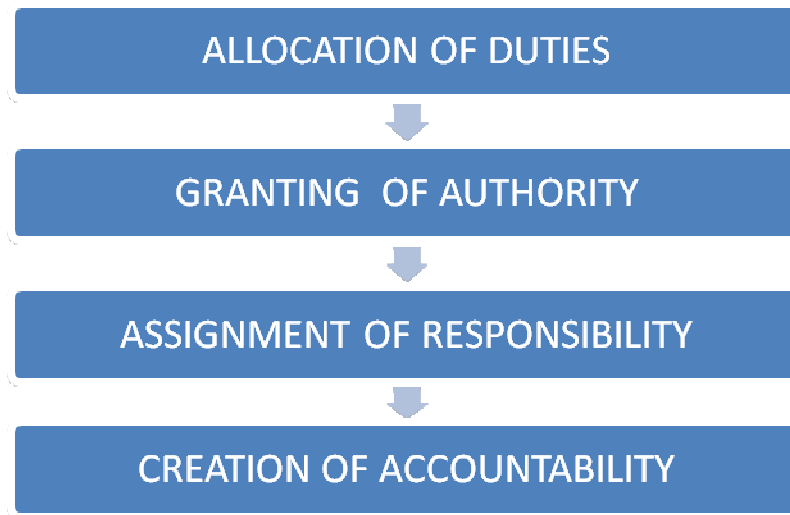 ALLOCATION OF DUTIES
GRANTING OF AUTHORITY
ASSIGNMENT OF RESPONSIBILITY
CREATION OF ACCOUNTABILITY